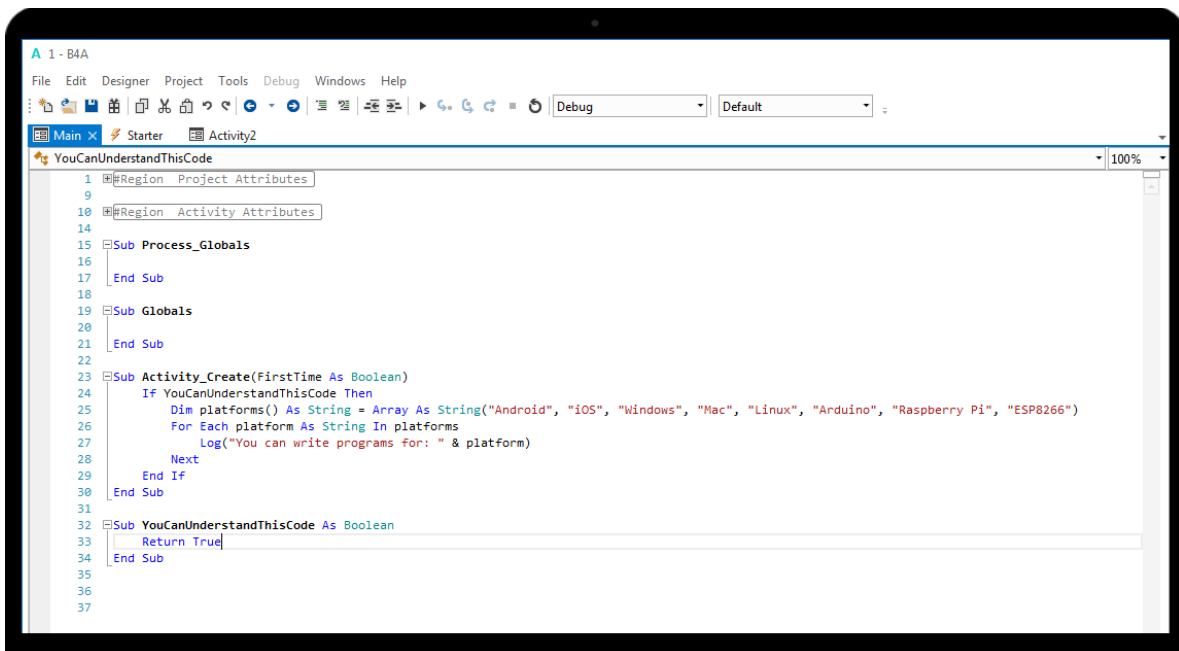 A 1 - B4A
File Edit Designer Project Tools Debug Windows Help
Debug Default
Main Starter Activity2
YouCanUnderstandThisCode 100%
1 #Region Project Attributes
9
10 #Region Activity Attributes
14
15 Sub Process_Globals
16
17 End Sub
18
19 Sub Globals
20
21 End Sub
22
23 Sub Activity_Create(FirstTime As Boolean)
24 If YouCanUnderstandThisCode Then
25 Dim platforms() As String = Array As String("Android", "iOS", "Windows", "Mac", "Linux", "Arduino", "Raspberry Pi", "ESP8266")
26 For Each platform As String In platforms
27 Log("You can write programs for: " & platform)
28 Next
29 End If
30 End Sub
31
32 Sub YouCanUnderstandThisCode As Boolean
33 Return True
34 End Sub
35
36
37